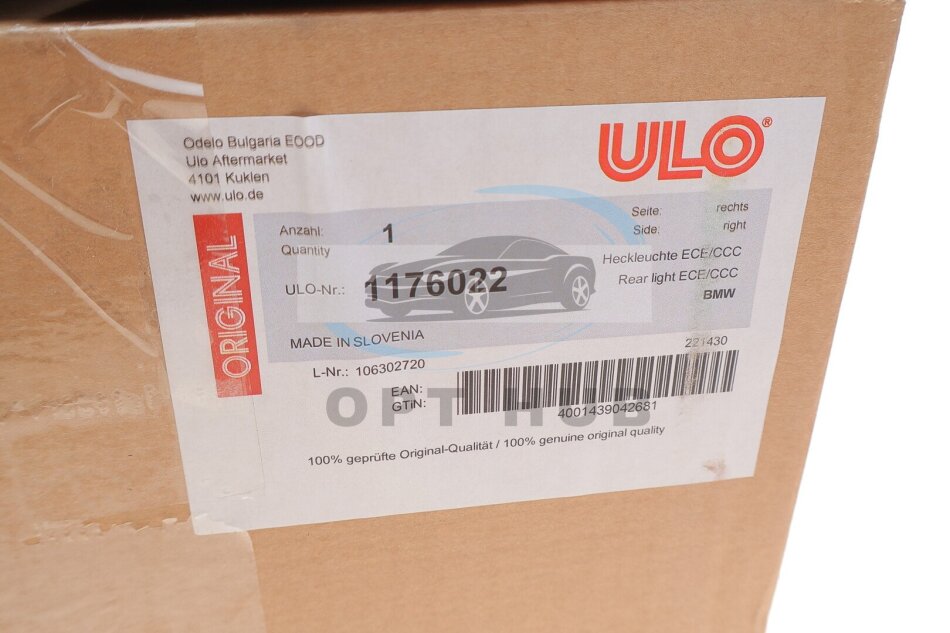 Odelo Bulgaria EOOD
Ulo Aftermarket
4101 Kuklen
www.ulo.de
ULO®
ORIGINAL
Anzahl: 1
Quantity
Seite: rechts
Side: right
ULO-Nr.: 1176022
Heckleuchte ECE/CCC
Rear light ECE/CCC
BMW
MADE IN SLOVENIA
221430
L-Nr.: 106302720
EAN:
GTiN:
4001439042681
OPT HUB
100% geprüfte Original-Qualität / 100% genuine original quality